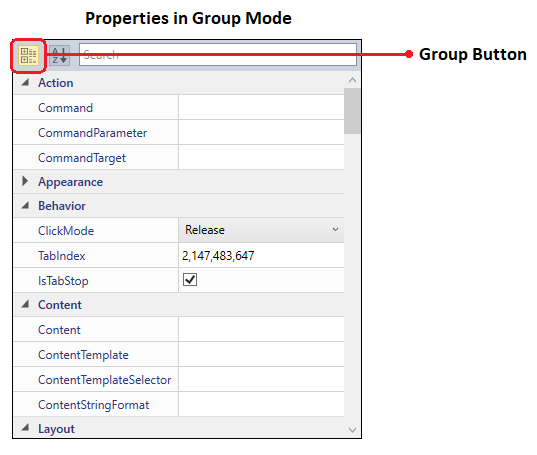 Properties in Group Mode
A Z Search
Group Button
Action
Command
CommandParameter
CommandTarget
Appearance
Behavior
ClickMode Release
TabIndex 2,147,483,647
IsTabStop
Content
Content
ContentTemplate
ContentTemplateSelector
ContentStringFormat
Layout